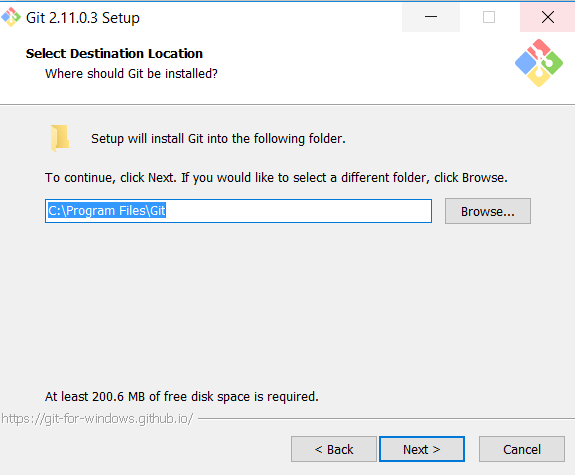 Git 2.11.0.3 Setup
Select Destination Location
Where should Git be installed?
Setup will install Git into the following folder.
To continue, click Next. If you would like to select a different folder, click Browse.
C:\Program Files\Git
Browse...
At least 200.6 MB of free disk space is required.
https://git-for-windows.github.io/
< Back
Next >
Cancel